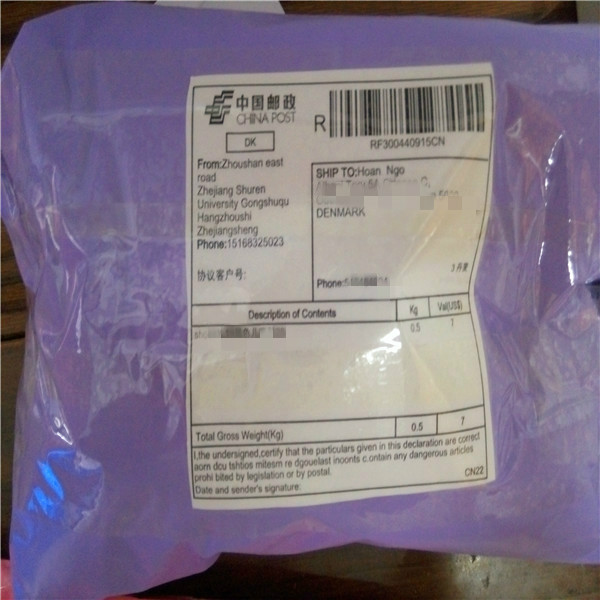 中国邮政
CHINA POST
DK
R
RF300440915CN
From:Zhoushan east
road
Zhejiang Shuren
University Gongshuqu
Hangzhoushi
Zhejiangsheng
Phone:15168325023
协议客户号:
SHIP TO:Hoan Ngo
DENMARK
Phone:
Description of Contents
Kg
Val(US$)
0.5
7
Total Gross Weight(Kg)
0.5
7
I,the undersigned,certify that the particulars given in this declaration are correct
aom dcu tshtios mitesm re dgouelast inoonts c.ontain any dangerous articles
prohi bited by legislation or by postal.
CN22
Date and sender's signature: